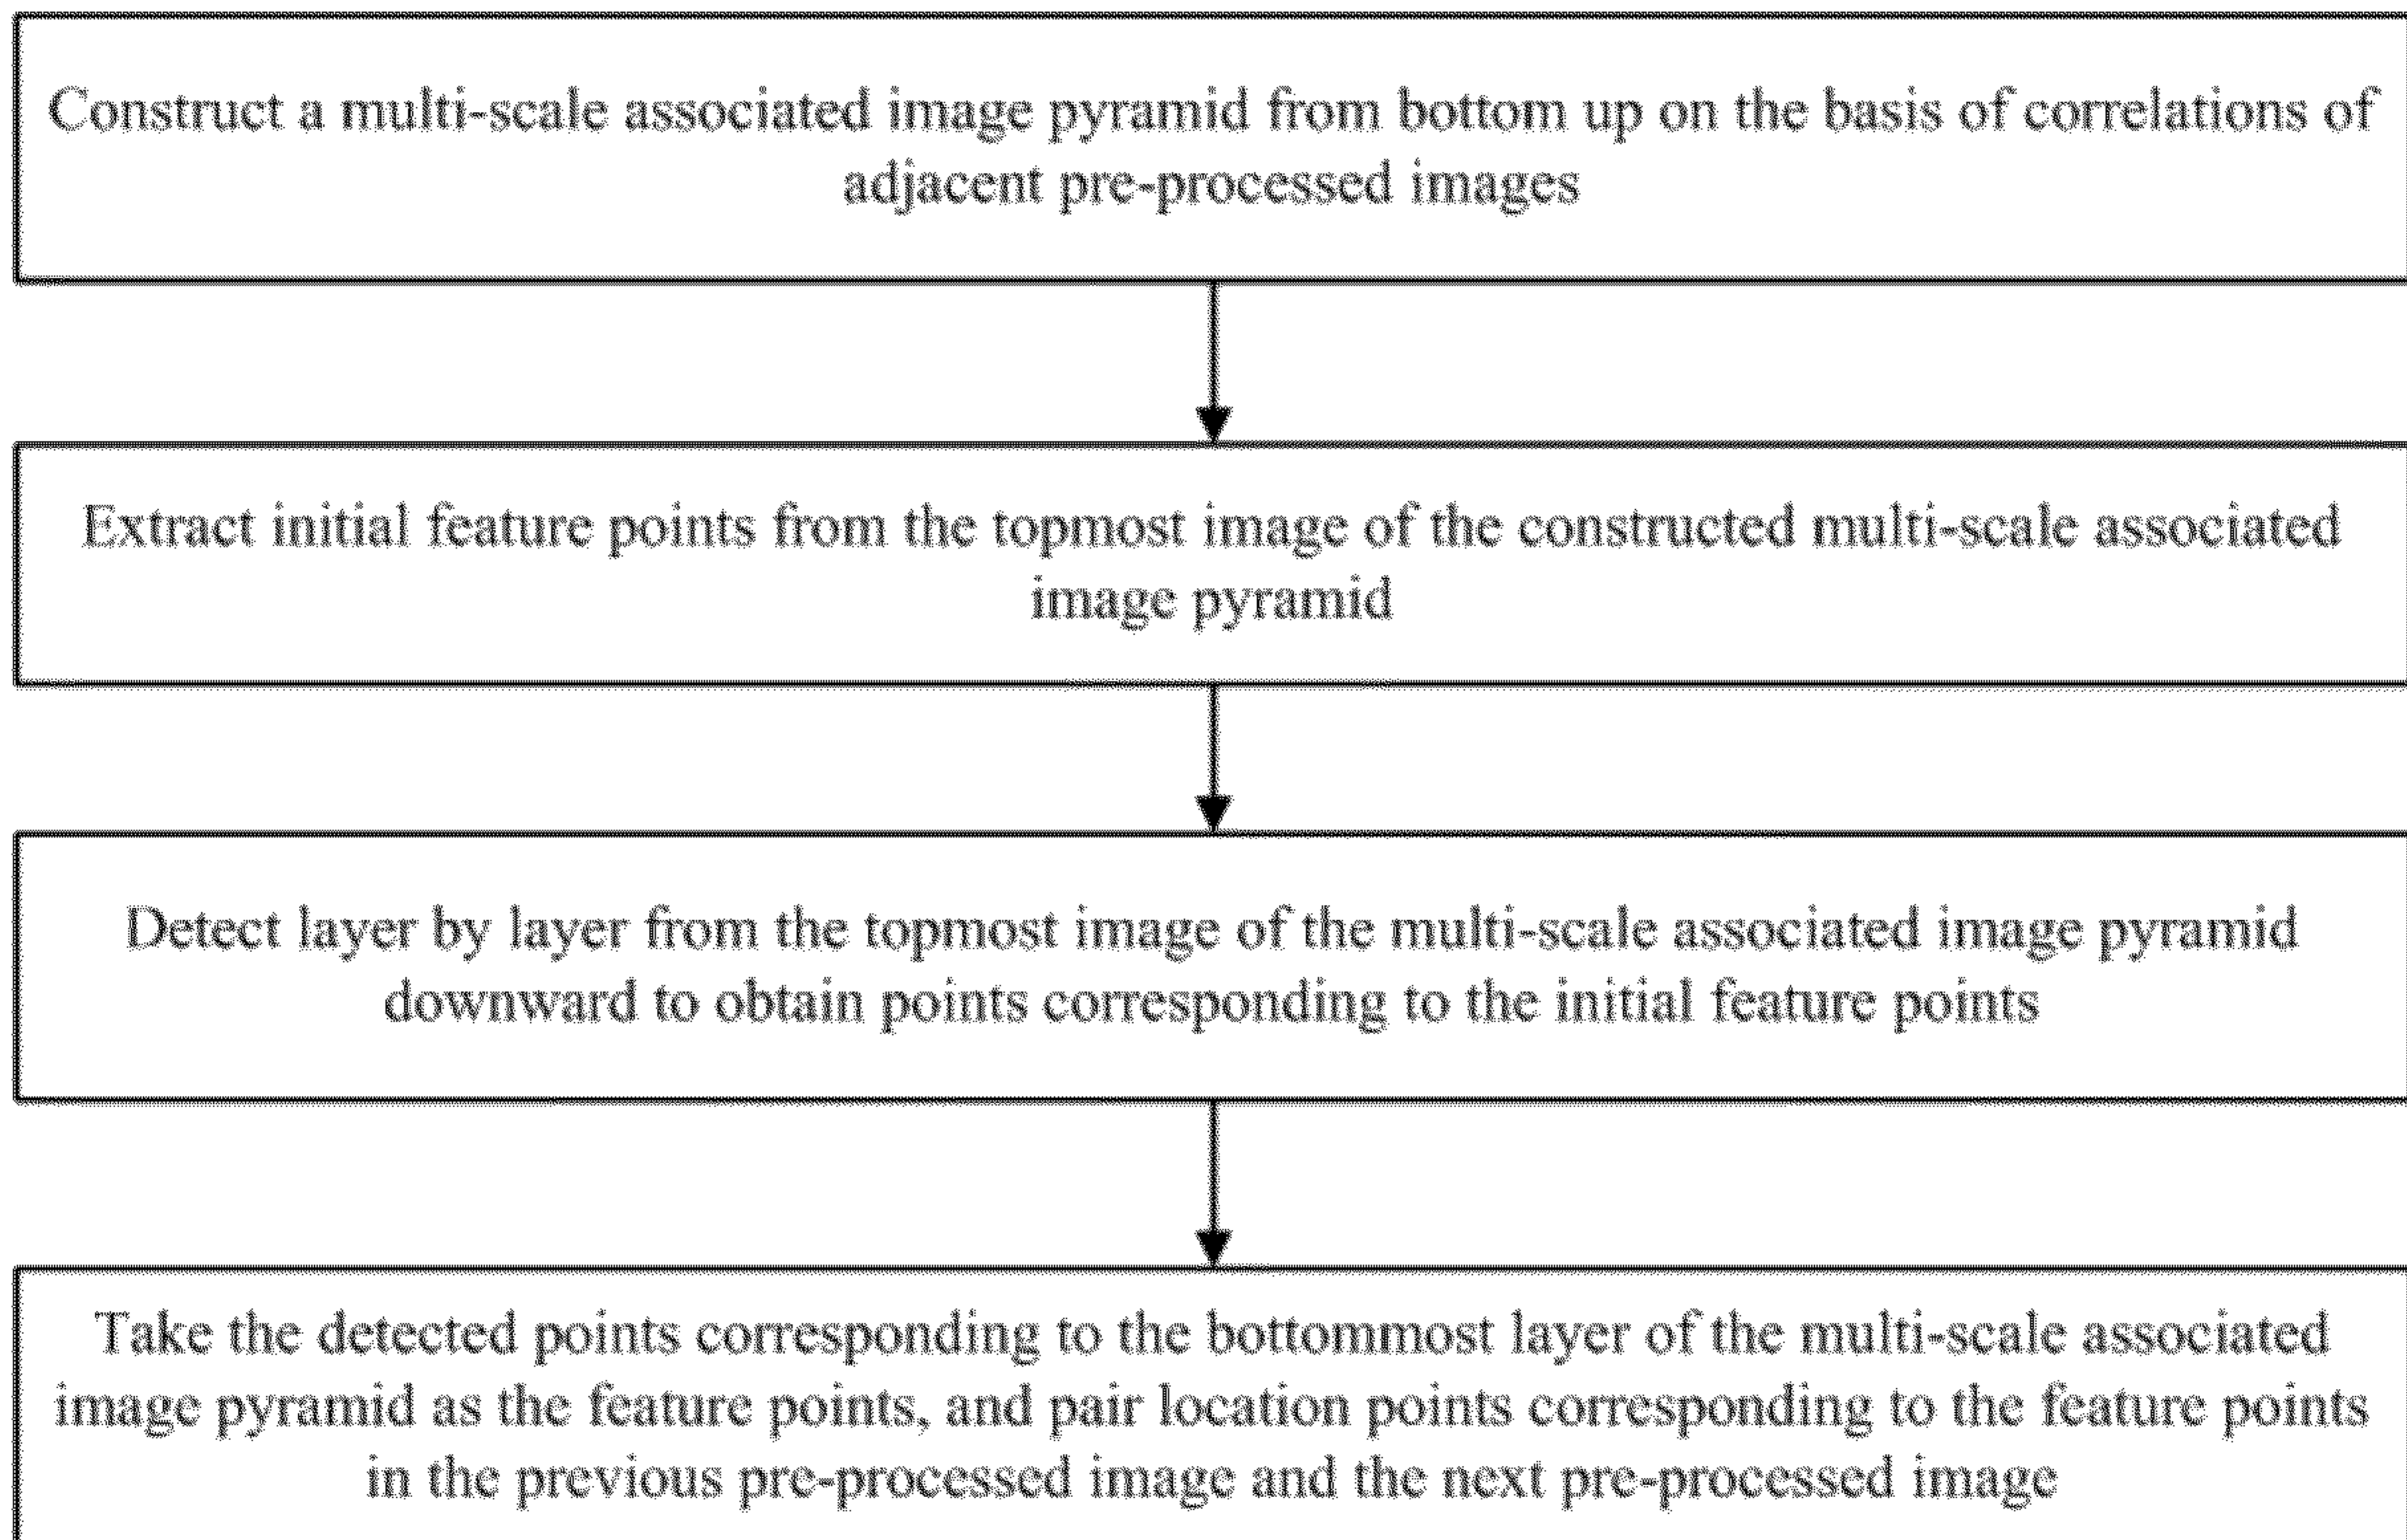 Construct a multi-scale associated image pyramid from bottom up on the basis of correlations of
adjacent pre-processed images
Extract initial feature points from the topmost image of the constructed multi-scale associated
image pyramid
Detect layer by layer from the topmost image of the multi-scale associated image pyramid
downward to obtain points corresponding to the initial feature points
Take the detected points corresponding to the bottommost layer of the multi-scale associated
image pyramid as the feature points, and pair location points corresponding to the feature points
in the previous pre-processed image and the next pre-processed image